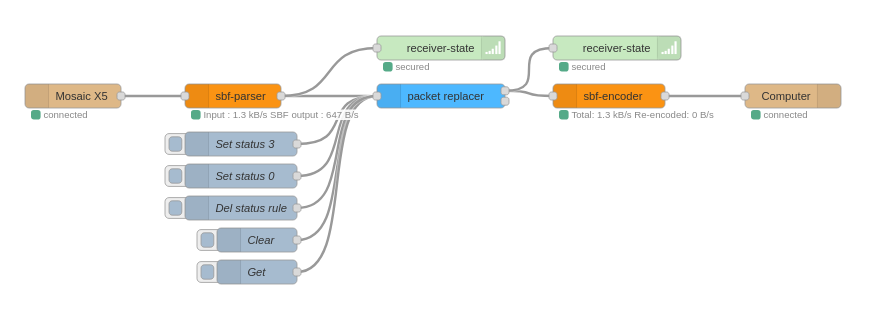 receiver-state
secured
receiver-state
secured
Mosaic X5
connected
sbf-parser
Input : 1.3 kB/s SBF output : 647 B/s
packet replacer
sbf-encoder
Total: 1.3 kB/s Re-encoded: 0 B/s
Computer
connected
Set status 3
Set status 0
Del status rule
Clear
Get